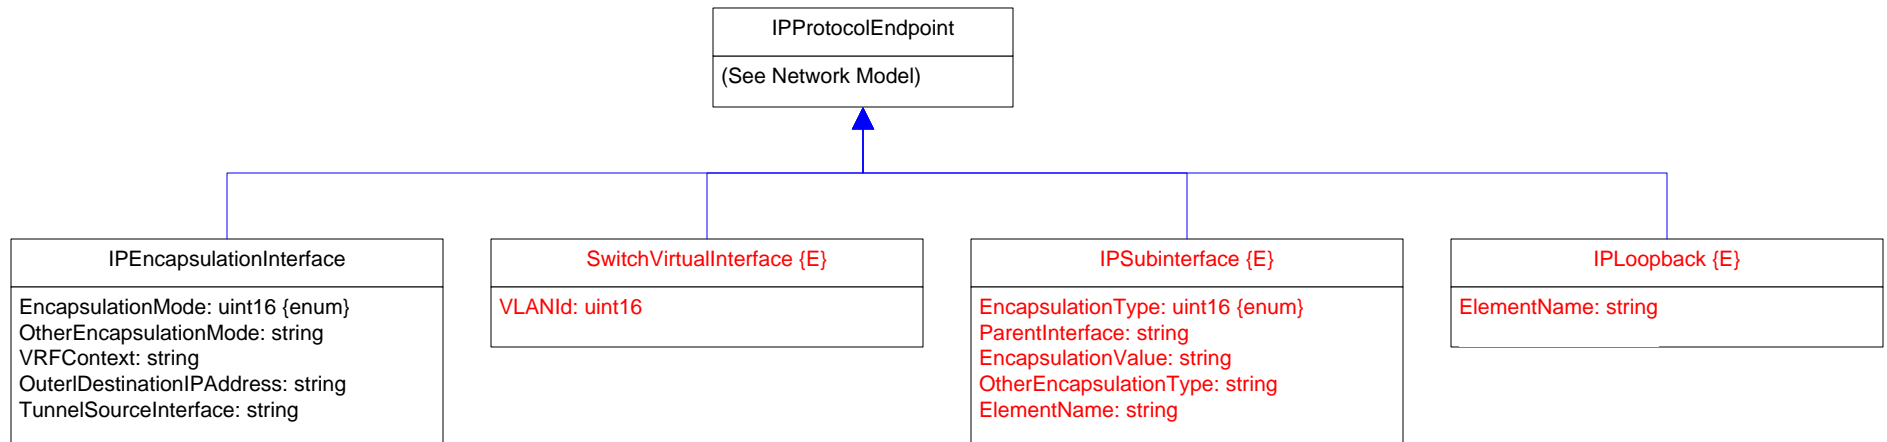 IPProtocolEndpoint
(See Network Model)
IPEncapsulationInterface
EncapsulationMode: uint16 {enum}
OtherEncapsulationMode: string
VRFContext: string
OuterlDestinationIPAddress: string
TunnelSourceInterface: string
SwitchVirtualInterface {E}
VLANId: uint16
IPSubinterface {E}
EncapsulationType: uint16 {enum}
ParentInterface: string
EncapsulationValue: string
OtherEncapsulationType: string
ElementName: string
IPLoopback {E}
ElementName: string